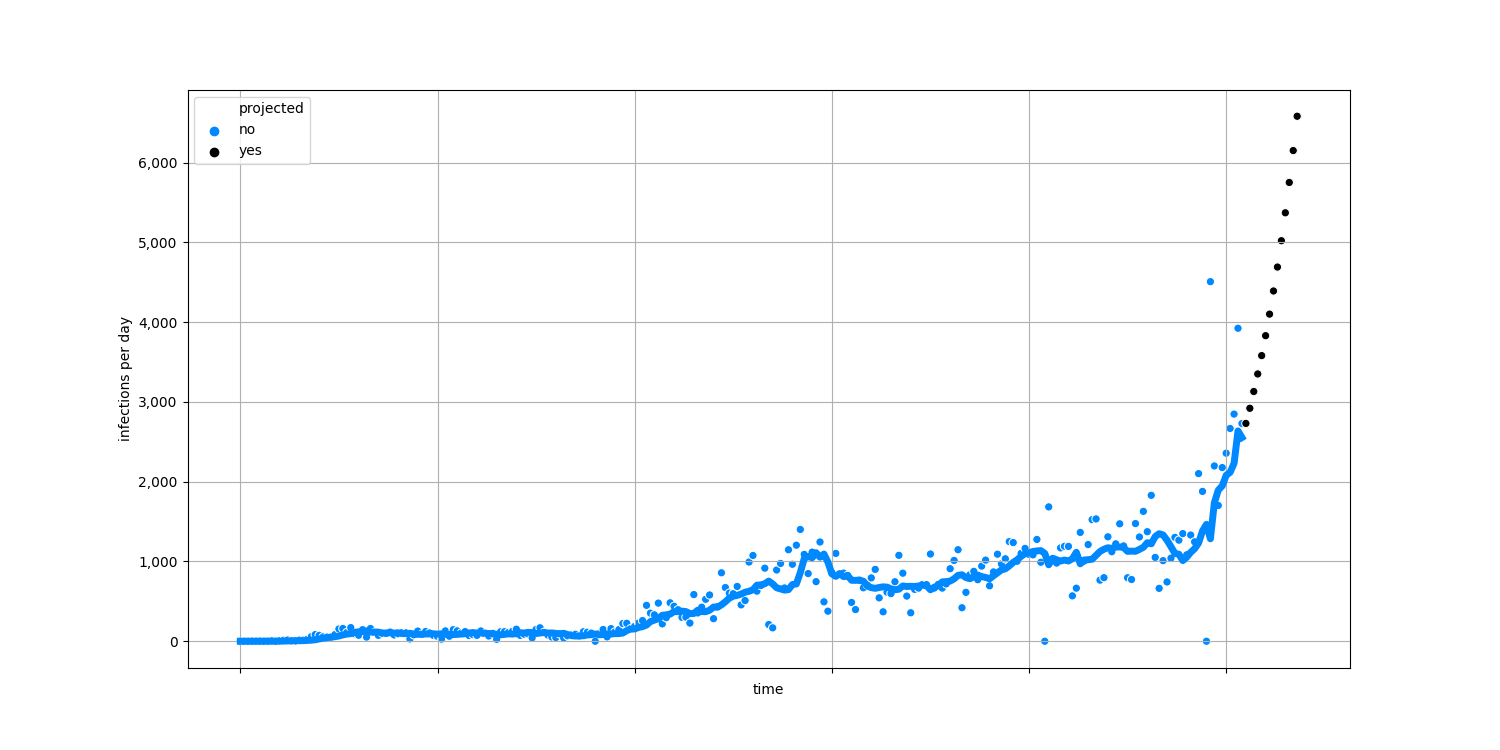 projected
no
yes
6,000
5,000
4,000
3,000
2,000
1,000
0
infections per day
time